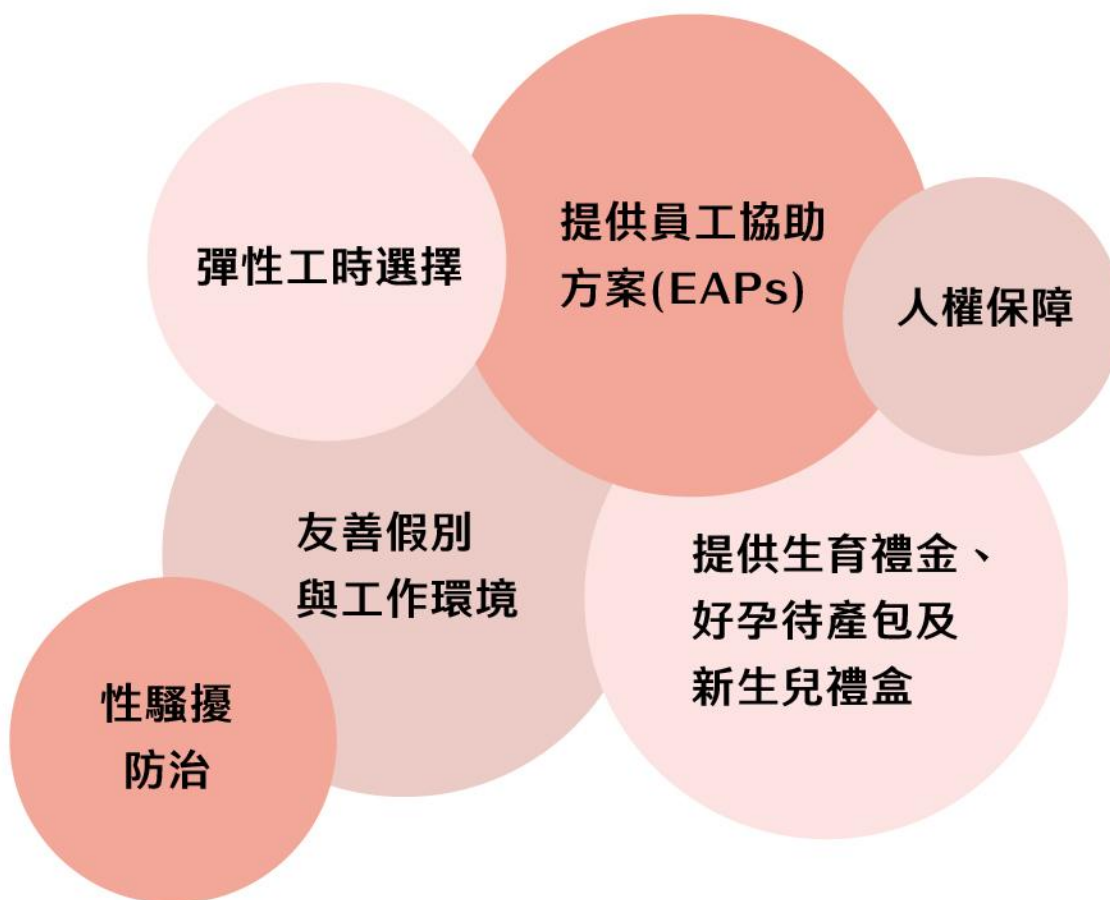 彈性工時選擇
提供員工協助
方案(EAPs)
人權保障
友善假別
與工作環境
提供生育禮金、
好孕待產包及
新生兒禮盒
性騷擾
防治